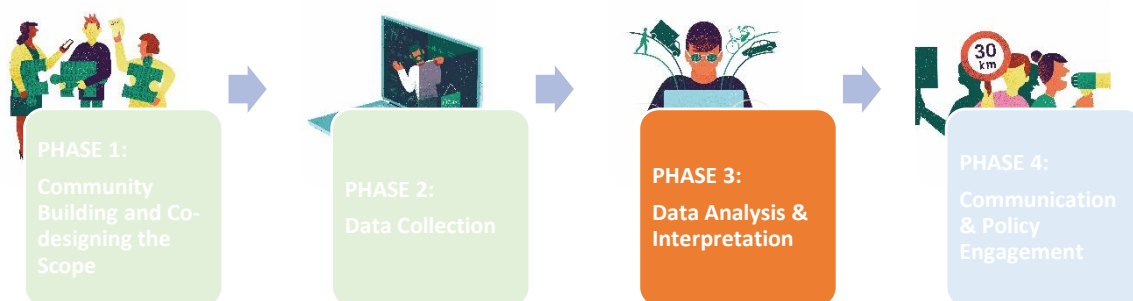 PHASE 1:
Community
Building and Co-
designing the
Scope
PHASE 2:
Data Collection
PHASE 3:
Data Analysis &
Interpretation
30
km
PHASE 4:
Communication
& Policy
Engagement